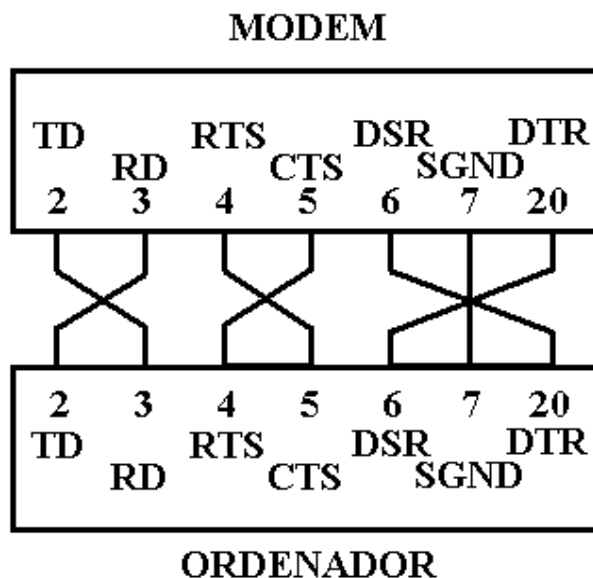 MODEM
TD RTS DSR DTR
RD CTS SGND
2 3 4 5 6 7 20
2 3 4 5 6 7 20
TD RTS DSR DTR
RD CTS SGND
ORDENADOR